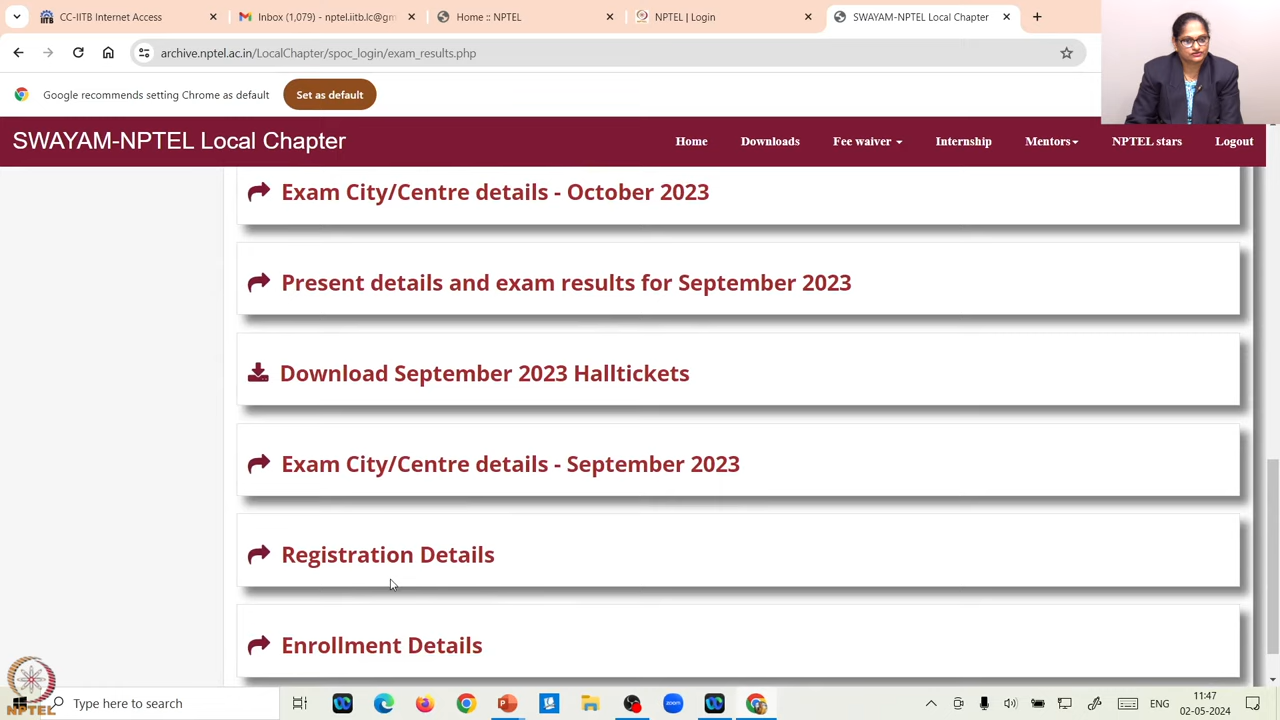 CC-IITB Internet Access
Inbox (1,079) - nptel.iitb.lc@gm
Home :: NPTEL
NPTEL | Login
SWAYAM-NPTEL Local Chapter
archive.nptel.ac.in/LocalChapter/spoc_login/exam_results.php
Google recommends setting Chrome as default
Set as default
SWAYAM-NPTEL Local Chapter
Home
Downloads
Fee waiver
Internship
Mentors
NPTEL stars
Logout
Exam City/Centre details - October 2023
Present details and exam results for September 2023
Download September 2023 Halltickets
Exam City/Centre details - September 2023
Registration Details
Enrollment Details
NPTEL
Type here to search
ENG
11:47
02-05-2024